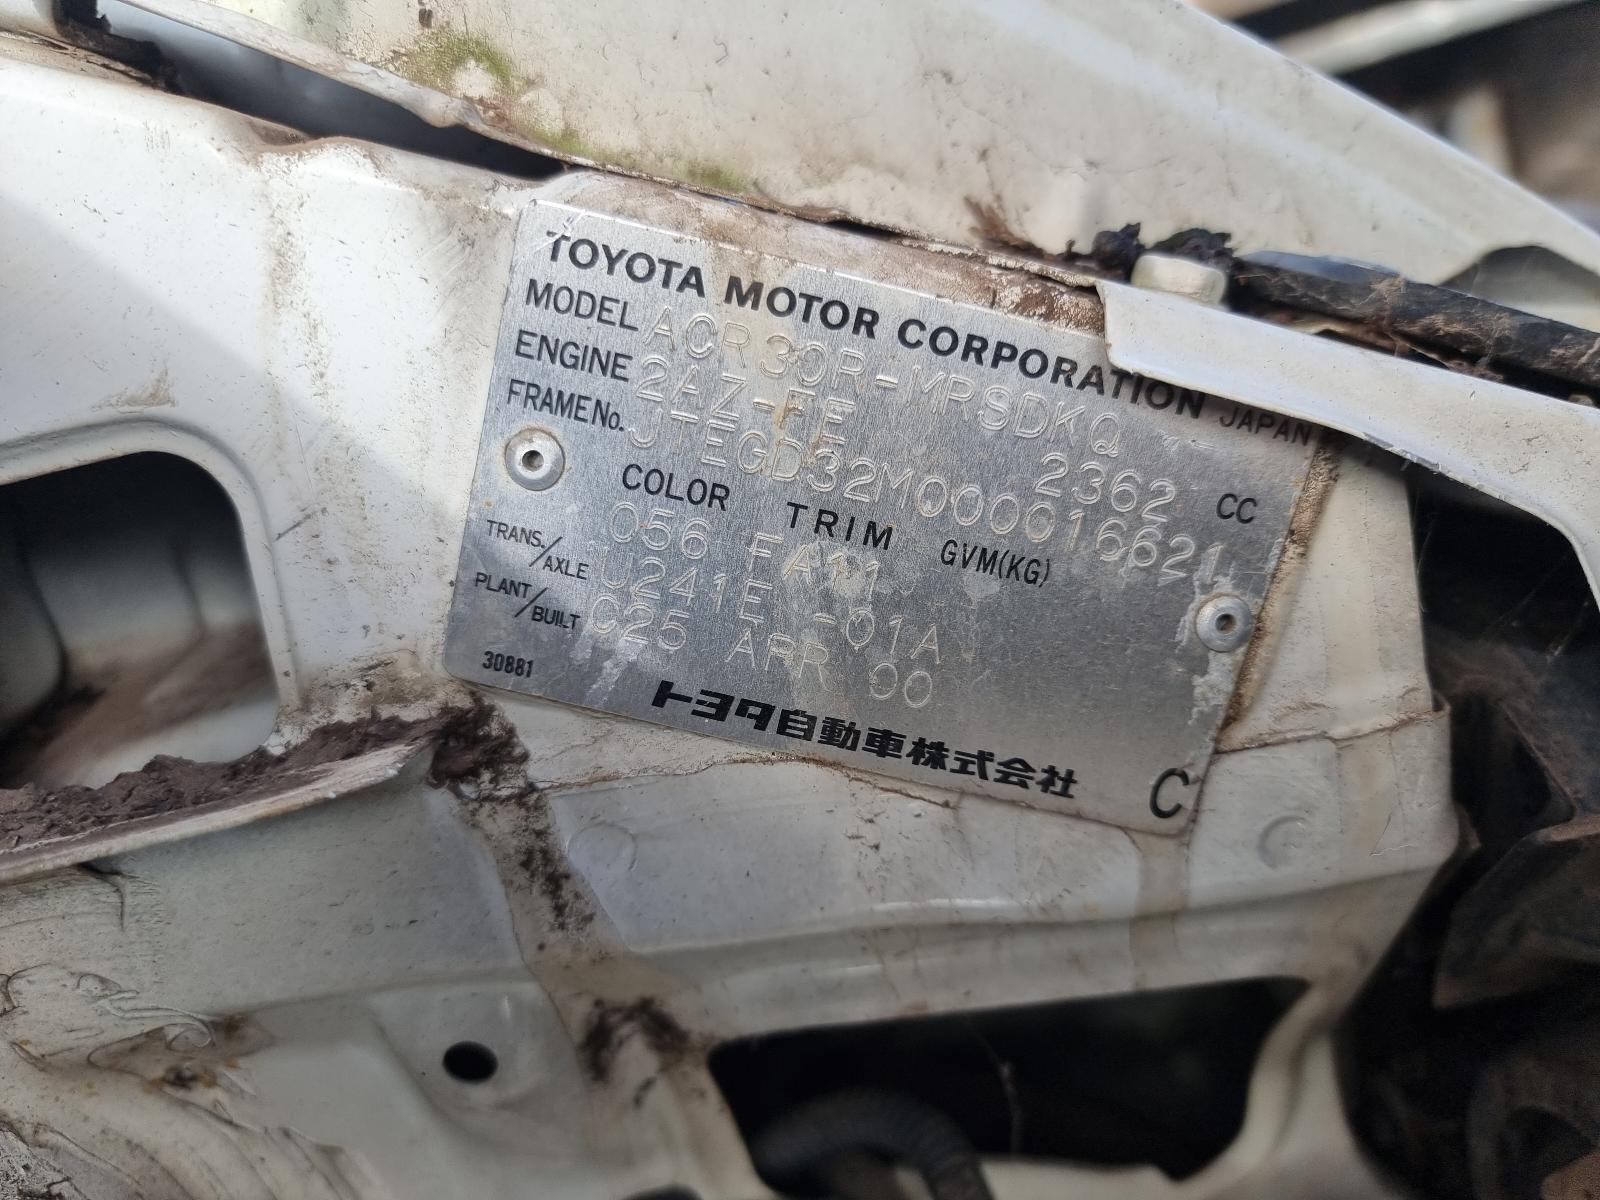 TOYOTA MOTOR CORPORATION JAPAN
MODEL ACR30R-MRSDKQ
ENGINE 2AZ-FE 2362 CC
FRAME No. JTEGD32M000016621
COLOR TRIM GVM(KG)
056 FA11
TRANS./AXLE U241E -01A
PLANT/BUILT C25 APR 00
30881
トヨタ自動車株式会社 C